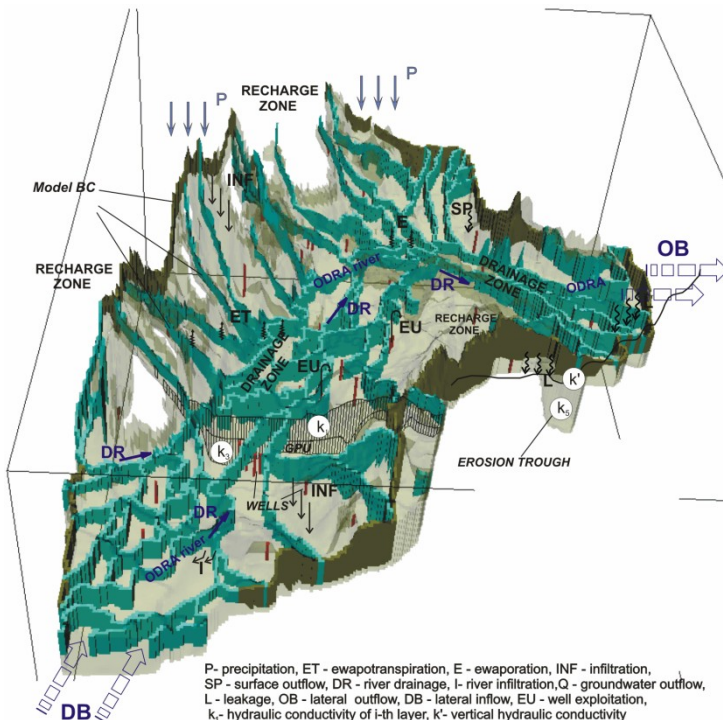 P
P
RECHARGE
ZONE
INF
Model BC
SP
E
OB
RECHARGE
ZONE
ODRA river
DRAINAGE
ZONE
ODRA
DR
DR
RECHARGE
ZONE
ET
EU
DRAINAGE
ZONE
EU
k'
L
k5
k
GPU
k3
EROSION TROUGH
DR
WELLS
INF
DR
ODRA river
I
DB
P- precipitation, ET - ewapotranspiration, E - ewaporation, INF - infiltration,
SP - surface outflow, DR - river drainage, I- river infiltration,Q - groundwater outflow,
L - leakage, OB - lateral outflow, DB - lateral inflow, EU - well exploitation,
k,- hydraulic conductivity of i-th layer, k'- vertical hydraulic conductivity